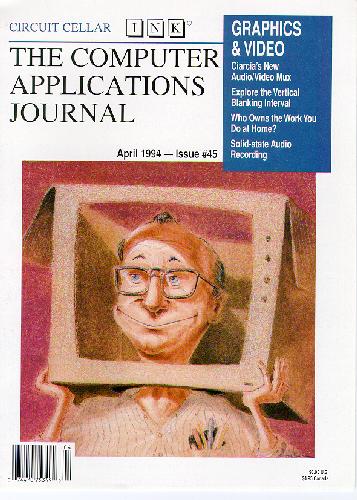 CIRCUIT CELLAR INK
THE COMPUTER
APPLICATIONS
JOURNAL
April 1994 — Issue #45
GRAPHICS
& VIDEO
Ciarcia's New
Audio/Video Mux
Explore the Vertical
Blanking Interval
Who Owns the Work You
Do at Home?
Solid-state Audio
Recording